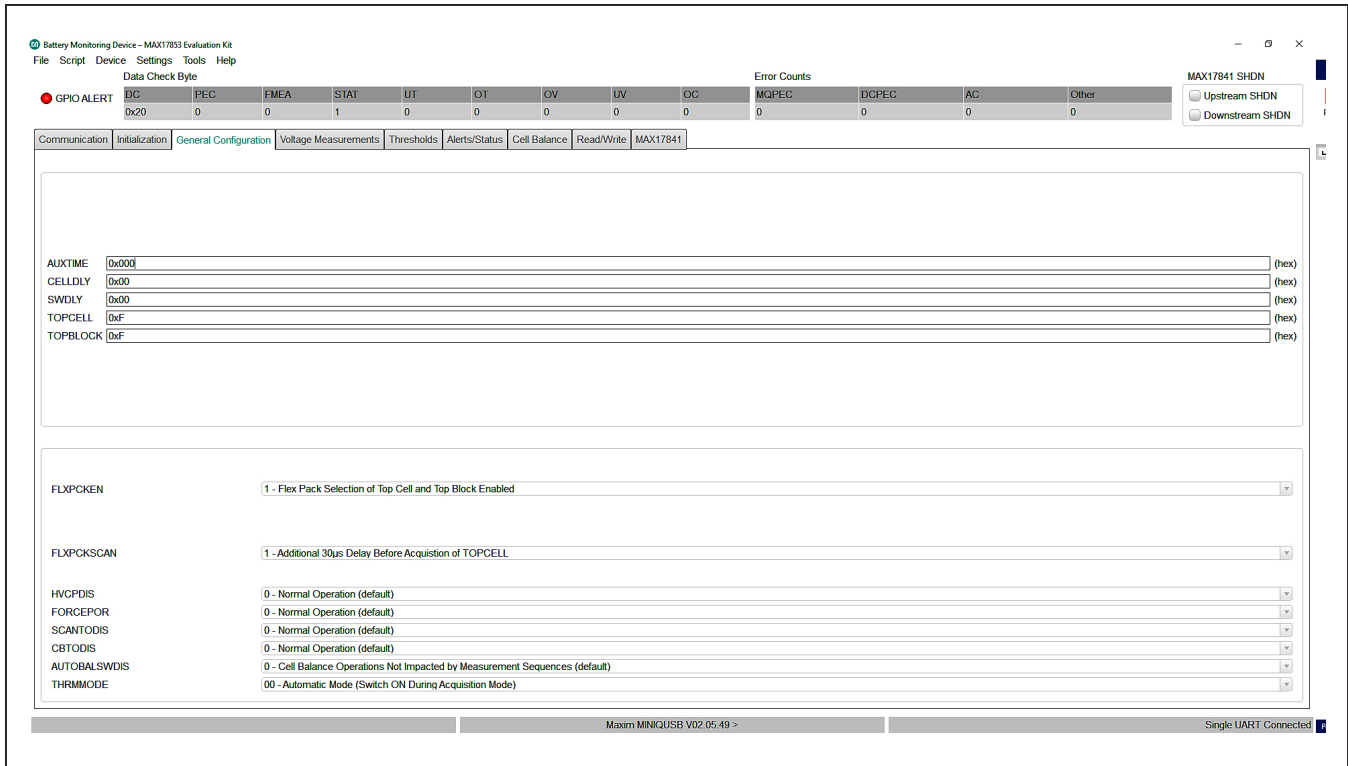 Battery Monitoring Device – MAX17853 Evaluation Kit
File Script Device Settings Tools Help
Data Check Byte Error Counts MAX17841 SHDN
GPIO ALERT DC PEC FMEA STAT UT OT OV UV OC MQPEC DCPEC AC Other Upstream SHDN
0x20 0 0 1 0 0 0 0 0 0 0 0 0 Downstream SHDN
Communication Initialization General Configuration Voltage Measurements Thresholds Alerts/Status Cell Balance Read/Write MAX17841
AUXTIME 0x000 (hex)
CELLDLY 0x00 (hex)
SWDLY 0x00 (hex)
TOPCELL 0xF (hex)
TOPBLOCK 0xF (hex)
FLXPCKEN 1 - Flex Pack Selection of Top Cell and Top Block Enabled
FLXPCKSCAN 1 - Additional 30µs Delay Before Acquistion of TOPCELL
HVCPDIS 0 - Normal Operation (default)
FORCEPOR 0 - Normal Operation (default)
SCANTODIS 0 - Normal Operation (default)
CBTODIS 0 - Normal Operation (default)
AUTOBALSWDIS 0 - Cell Balance Operations Not Impacted by Measurement Sequences (default)
THRMMODE 00 - Automatic Mode (Switch ON During Acquisition Mode)
Maxim MINIQUSB V02.05.49 > Single UART Connected